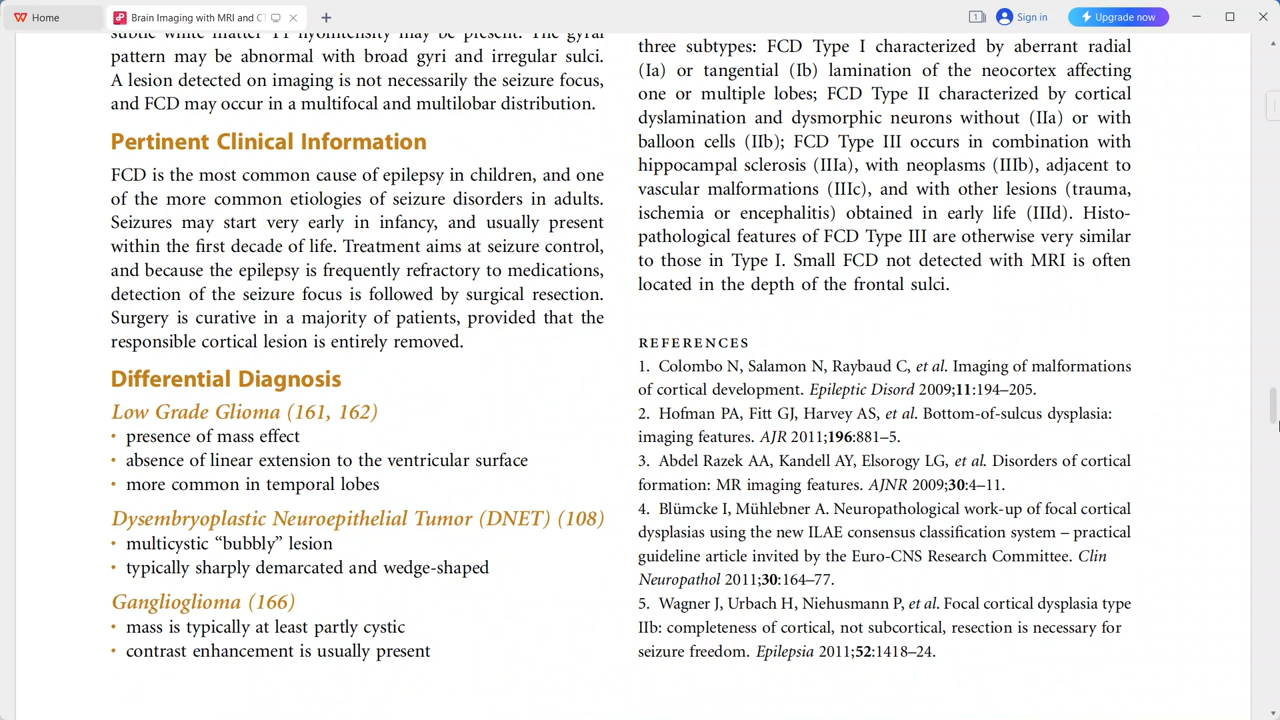 Home
Brain Imaging with MRI and C
Sign in
Upgrade now
pattern may be abnormal with broad gyri and irregular sulci.
A lesion detected on imaging is not necessarily the seizure focus,
and FCD may occur in a multifocal and multilobar distribution.
Pertinent Clinical Information
FCD is the most common cause of epilepsy in children, and one
of the more common etiologies of seizure disorders in adults.
Seizures may start very early in infancy, and usually present
within the first decade of life. Treatment aims at seizure control,
and because the epilepsy is frequently refractory to medications,
detection of the seizure focus is followed by surgical resection.
Surgery is curative in a majority of patients, provided that the
responsible cortical lesion is entirely removed.
Differential Diagnosis
Low Grade Glioma (161, 162)
• presence of mass effect
• absence of linear extension to the ventricular surface
• more common in temporal lobes
Dysembryoplastic Neuroepithelial Tumor (DNET) (108)
• multicystic “bubbly” lesion
• typically sharply demarcated and wedge-shaped
Ganglioglioma (166)
• mass is typically at least partly cystic
• contrast enhancement is usually present
three subtypes: FCD Type I characterized by aberrant radial
(Ia) or tangential (Ib) lamination of the neocortex affecting
one or multiple lobes; FCD Type II characterized by cortical
dyslamination and dysmorphic neurons without (IIa) or with
balloon cells (IIb); FCD Type III occurs in combination with
hippocampal sclerosis (IIIa), with neoplasms (IIIb), adjacent to
vascular malformations (IIIc), and with other lesions (trauma,
ischemia or encephalitis) obtained in early life (IIId). Histo-
pathological features of FCD Type III are otherwise very similar
to those in Type I. Small FCD not detected with MRI is often
located in the depth of the frontal sulci.
REFERENCES
1. Colombo N, Salamon N, Raybaud C, et al. Imaging of malformations
of cortical development. Epileptic Disord 2009;11:194–205.
2. Hofman PA, Fitt GJ, Harvey AS, et al. Bottom-of-sulcus dysplasia:
imaging features. AJR 2011;196:881–5.
3. Abdel Razek AA, Kandell AY, Elsorogy LG, et al. Disorders of cortical
formation: MR imaging features. AJNR 2009;30:4–11.
4. Blümcke I, Mühlebner A. Neuropathological work-up of focal cortical
dysplasias using the new ILAE consensus classification system – practical
guideline article invited by the Euro-CNS Research Committee. Clin
Neuropathol 2011;30:164–77.
5. Wagner J, Urbach H, Niehusmann P, et al. Focal cortical dysplasia type
IIb: completeness of cortical, not subcortical, resection is necessary for
seizure freedom. Epilepsia 2011;52:1418–24.